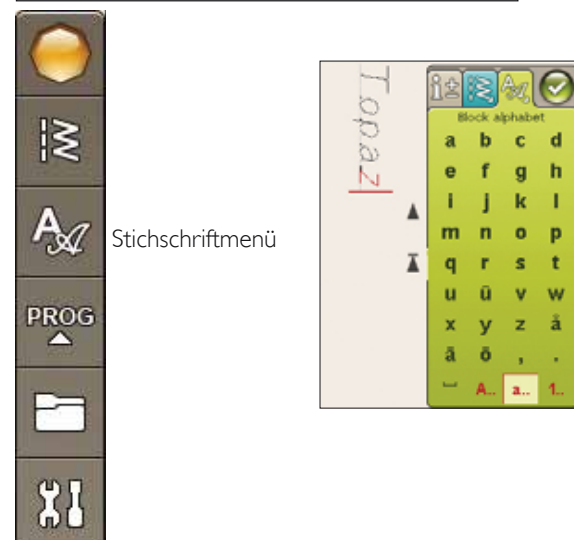 A
Stichschriftmenü
PROG
Topaz
Block alphabet
a b c d
e f g h
i j k l
m n o p
q r s t
u ü v w
x y z å
ä ö , .
A.. a.. 1..